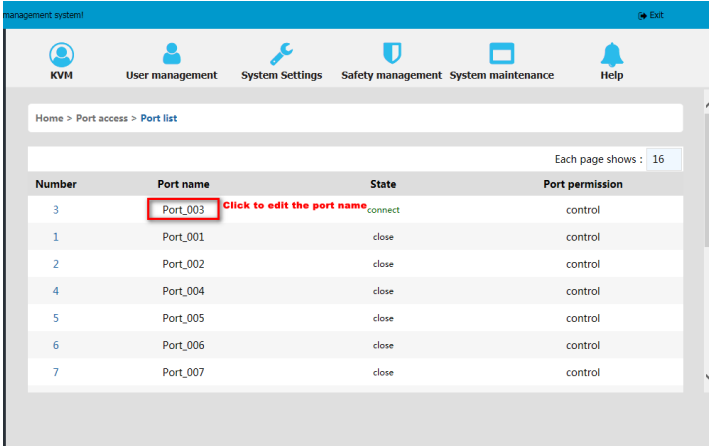 management system!
Exit
KVM User management System Settings Safety management System maintenance Help
Home > Port access > Port list
Each page shows : 16
Number Port name State Port permission
3 Port_003 Click to edit the port name connect control
1 Port_001 close control
2 Port_002 close control
4 Port_004 close control
5 Port_005 close control
6 Port_006 close control
7 Port_007 close control